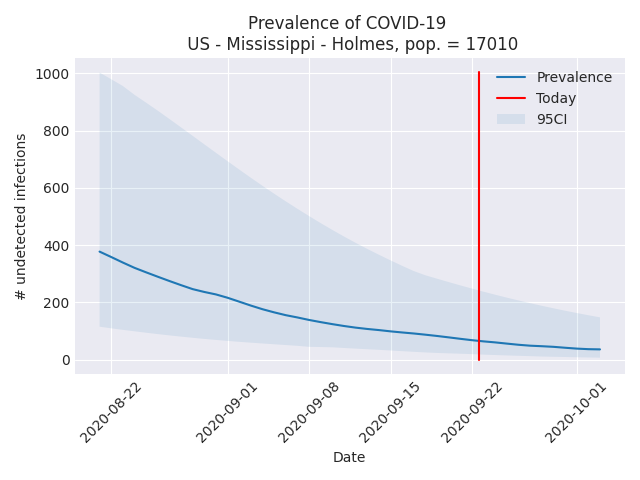 Prevalence of COVID-19
US - Mississippi - Holmes, pop. = 17010
Prevalence
Today
95CI
# undetected infections
1000
800
600
400
200
0
2020-08-22
2020-09-01
2020-09-08
2020-09-15
2020-09-22
2020-10-01
Date